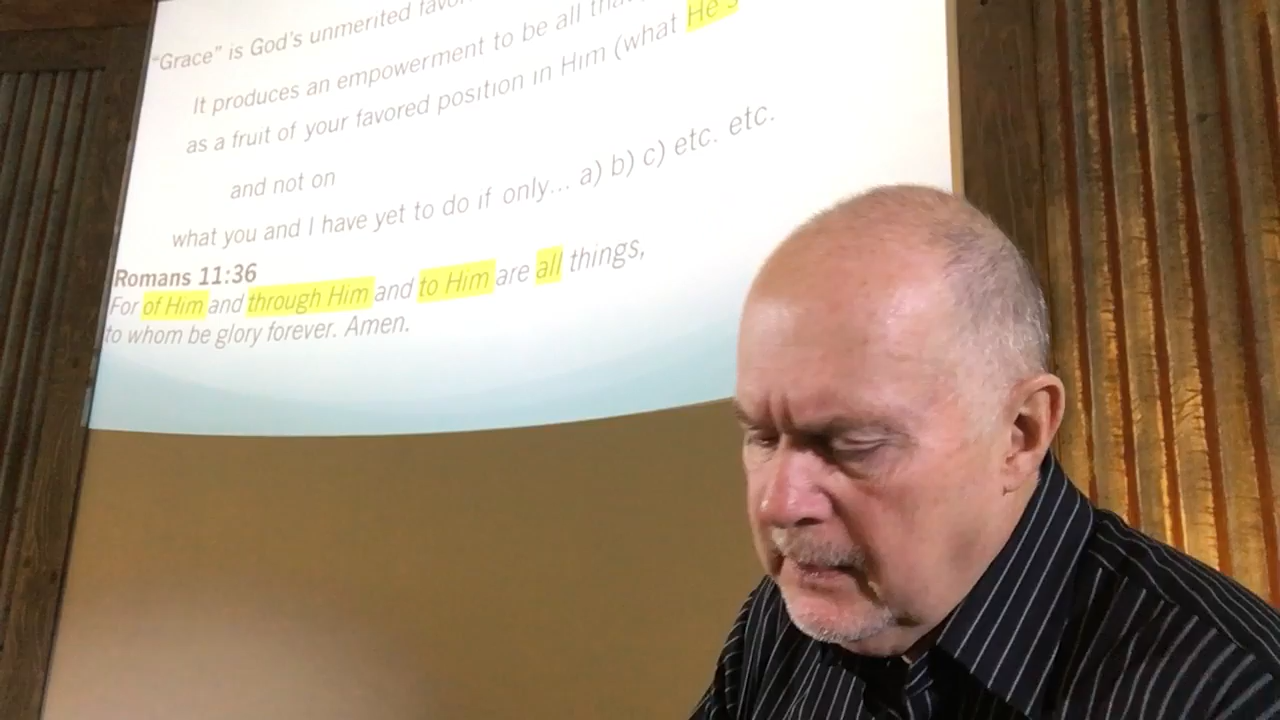 "Grace" is God's unmerited
It produces an empowerment to be all
as a fruit of your favored position in Him (what He's
and not on
what you and I have yet to do if only... a) b) c) etc. etc.
Romans 11:36
For of Him and through Him and to Him are all things,
to whom be glory forever. Amen.